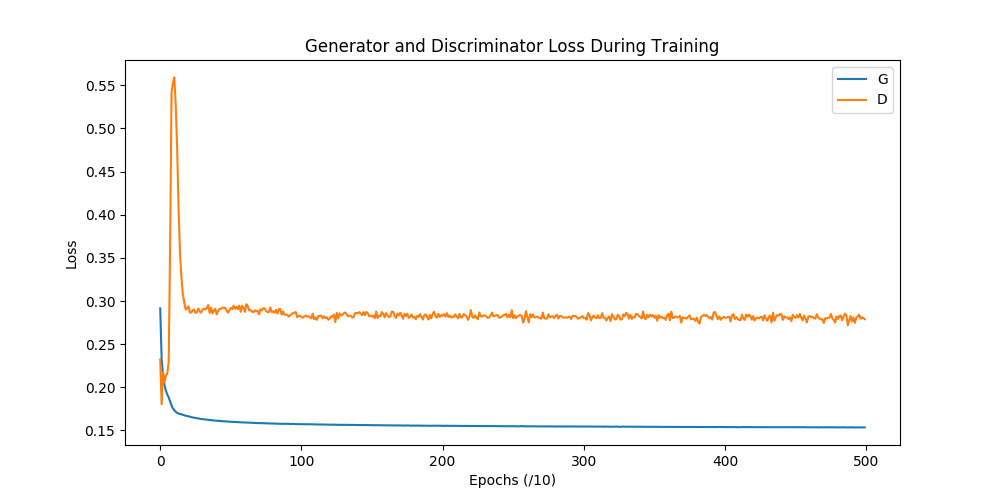 Generator and Discriminator Loss During Training
G
D
Loss
0.55
0.50
0.45
0.40
0.35
0.30
0.25
0.20
0.15
0 100 200 300 400 500
Epochs (/10)